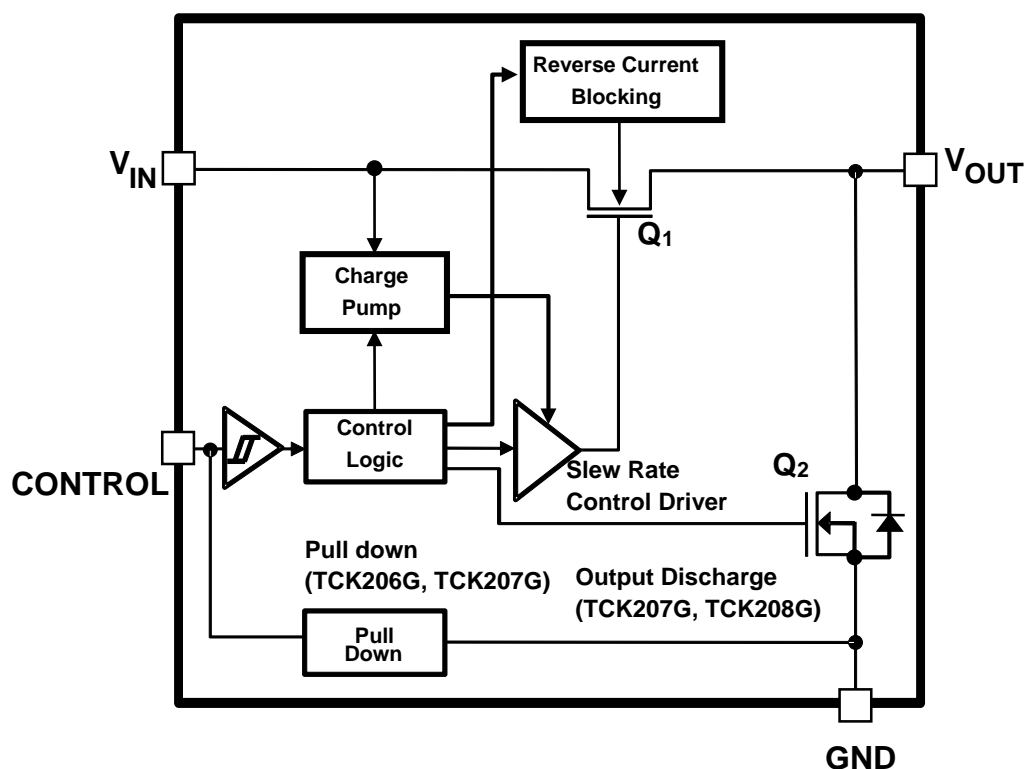 Reverse Current
Blocking
VIN
VOUT
Q1
Charge
Pump
Control
Logic
CONTROL
Slew Rate
Control Driver
Q2
Pull down
(TCK206G, TCK207G)
Output Discharge
(TCK207G, TCK208G)
Pull
Down
GND